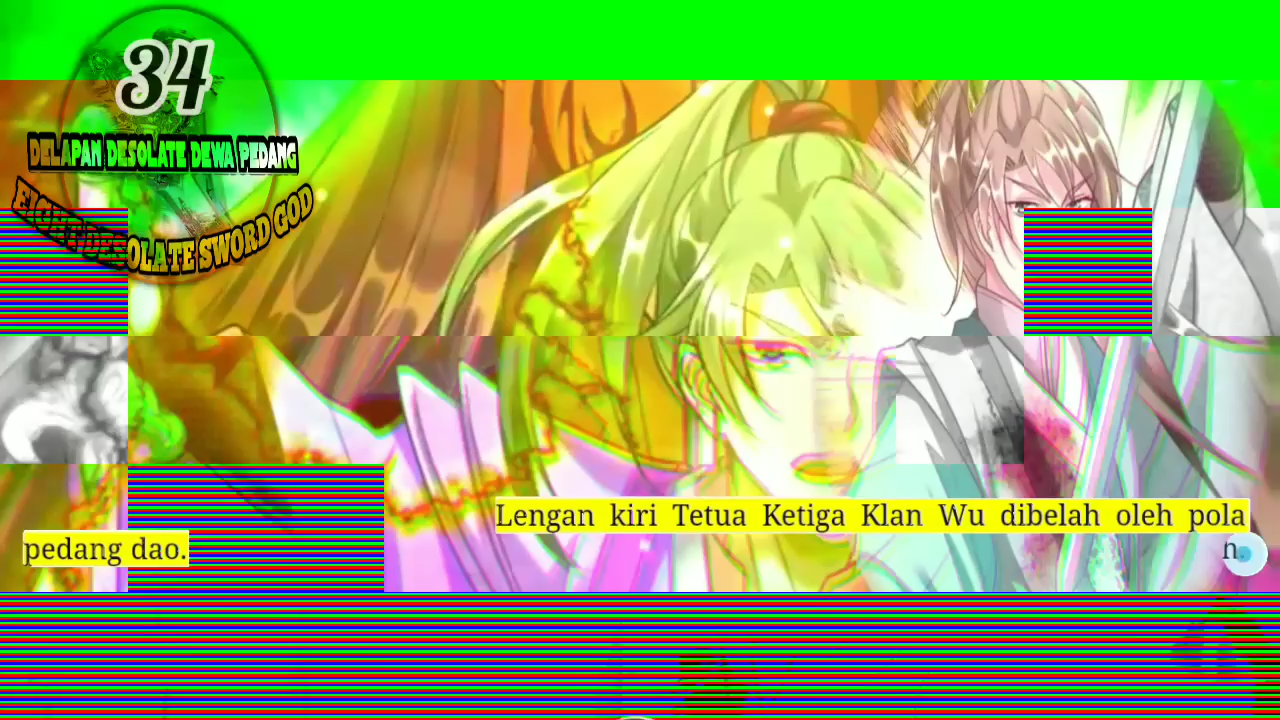 34
DELAPAN DESOLATE DEWA PEDANG
EIGHT DESOLATE SWORD GOD
Lengan kiri Tetua Ketiga Klan Wu dibelah oleh pola
pedang dao.
n.